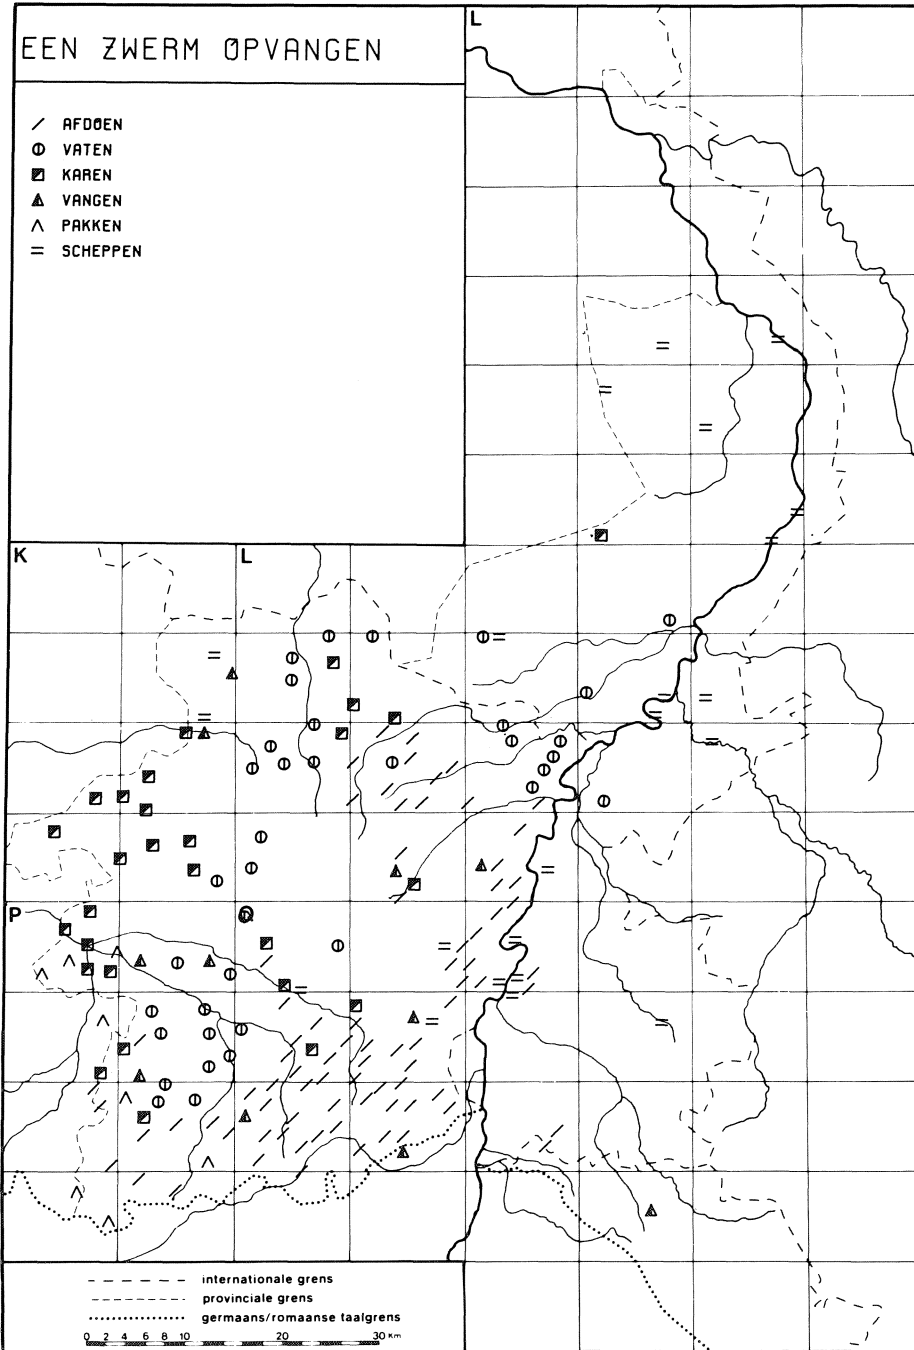 L
EEN ZWERM OPVANGEN
AFDOEN
VATEN
KAREN
VANGEN
PAKKEN
SCHEPPEN
K
L
P
internationale grens
provinciale grens
germaans/romaanse taalgrens
0 2 4 6 8 10 20 30 Km